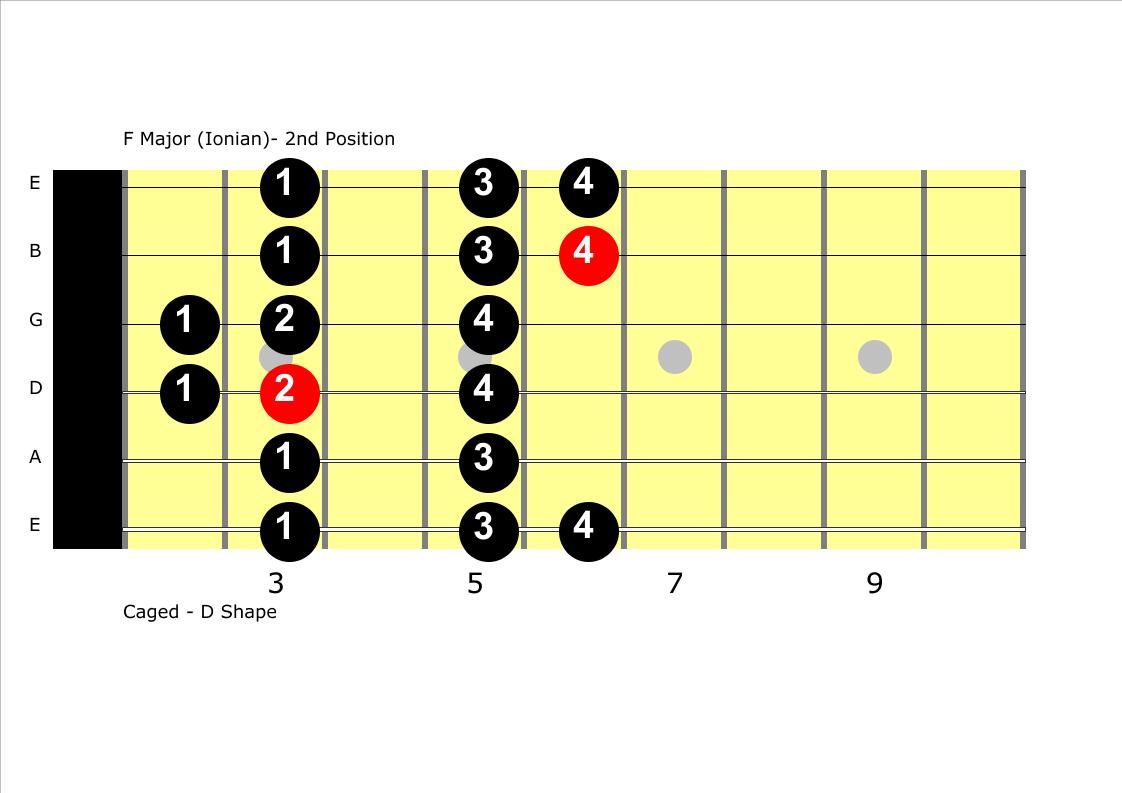 F Major (Ionian)- 2nd Position
E 1 3 4
B 1 3 4
G 1 2 4
D 1 2 4
A 1 3
E 1 3 4
3 5 7 9
Caged - D Shape